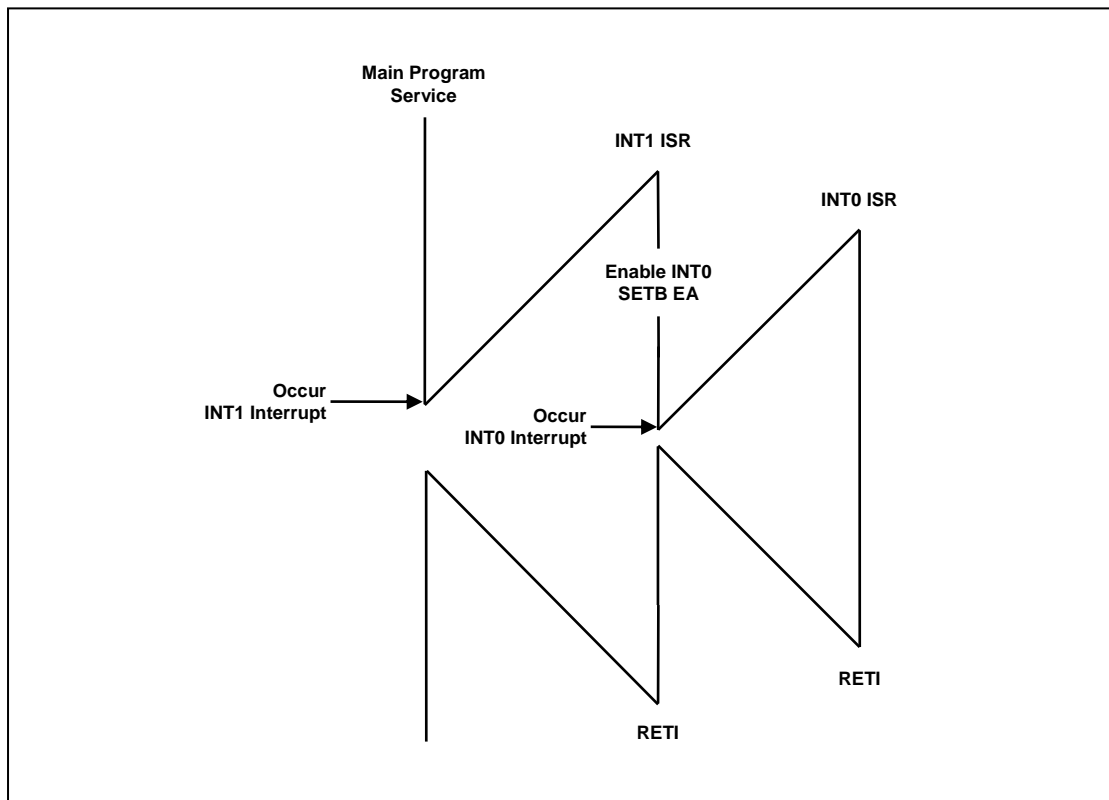 Main Program
Service
INT1 ISR
INT0 ISR
Enable INT0
SETB EA
Occur
INT1 Interrupt
Occur
INT0 Interrupt
RETI
RETI